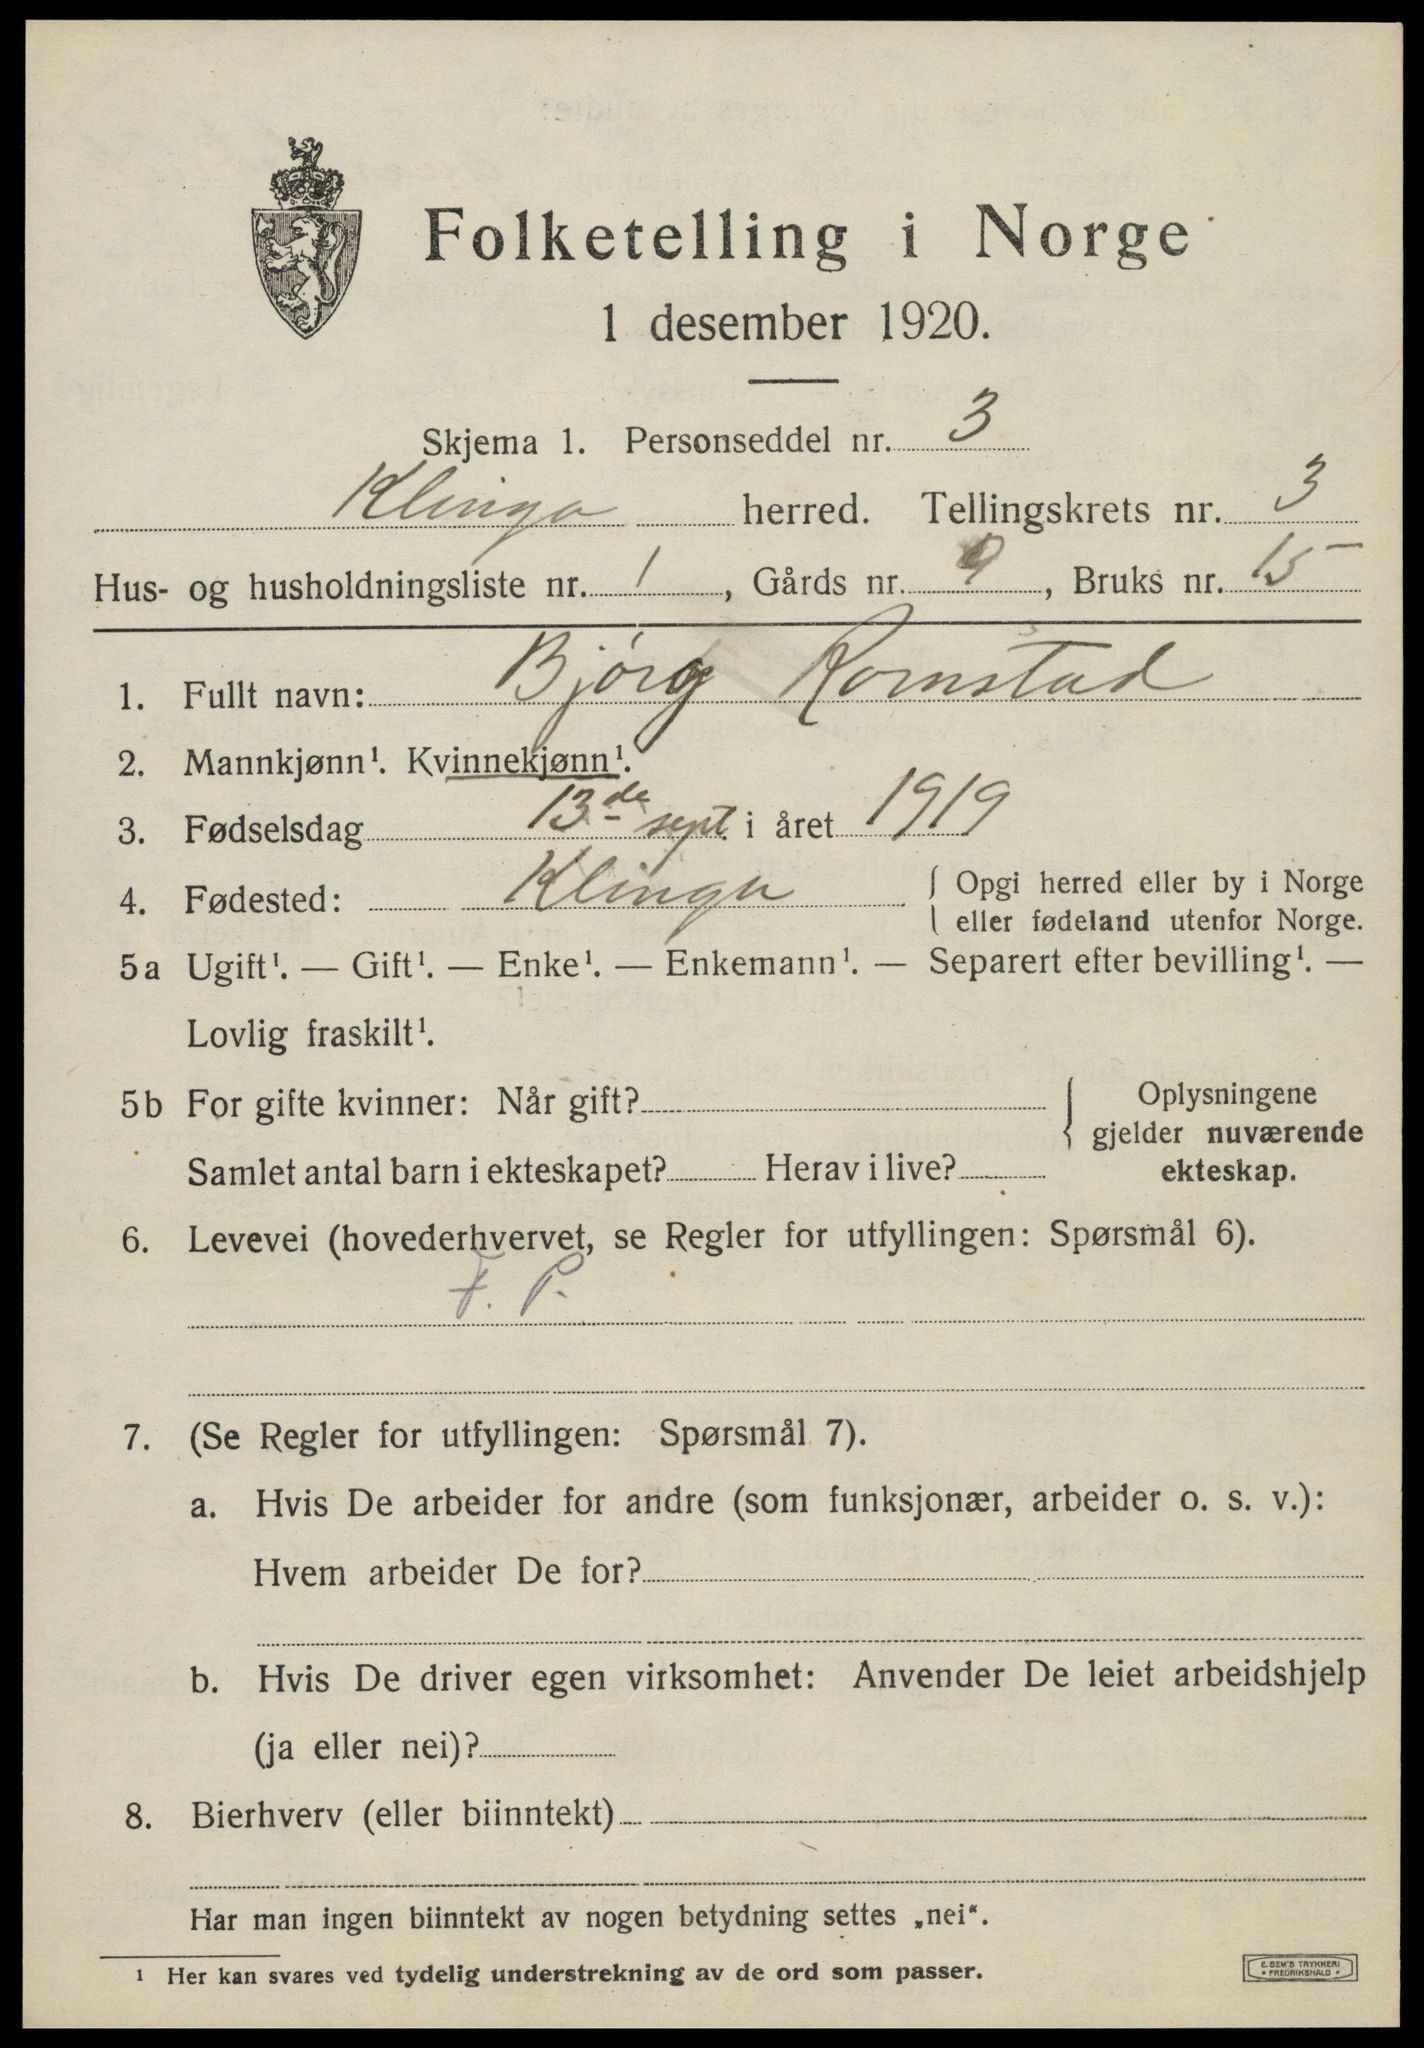 Folketelling i Norge
1 desember 1920.
Skjema 1. Personseddel nr. 3
Klinga herred. Tellingskrets nr. 3
Hus- og husholdningsliste nr. 1, Gårds nr. 9, Bruks nr. 15
1. Fullt navn: Bjørg Romstad
2. Mannkjønn¹. Kvinnekjønn¹.
3. Fødselsdag 13de sept. i året 1919
4. Fødested: Klinga { Opgi herred eller by i Norge
eller fødeland utenfor Norge.
5a Ugift¹. — Gift¹. — Enke¹. — Enkemann¹. — Separert efter bevilling¹. —
Lovlig fraskilt¹.
5b For gifte kvinner: Når gift? { Oplysningene
gjelder nuværende
Samlet antal barn i ekteskapet? Herav i live? ekteskap.
6. Levevei (hovederhvervet, se Regler for utfyllingen: Spørsmål 6).
F. P.
7. (Se Regler for utfyllingen: Spørsmål 7).
a. Hvis De arbeider for andre (som funksjonær, arbeider o. s. v.):
Hvem arbeider De for?
b. Hvis De driver egen virksomhet: Anvender De leiet arbeidshjelp
(ja eller nei)?
8. Bierhverv (eller biinntekt)
Har man ingen biinntekt av nogen betydning settes „nei“.
¹ Her kan svares ved tydelig understrekning av de ord som passer.
E. SEM'S TRYKKERI
• FREDRIKSHALD •